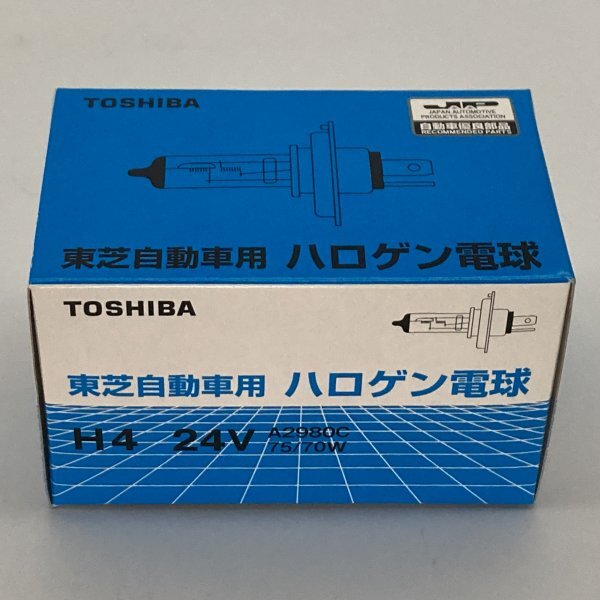 TOSHIBA
JAP
JAPAN AUTOMOTIVE
PRODUCTS ASSOCIATION
自動車優良部品
RECOMMENDED PARTS
東芝自動車用 ハロゲン電球
TOSHIBA
東芝自動車用 ハロゲン電球
H4 24V A2980C
75/70W